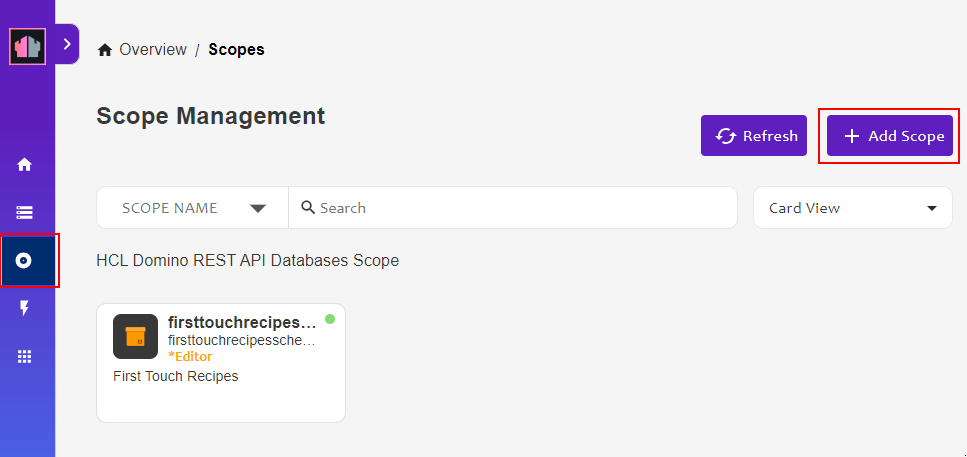 Overview / Scopes
Scope Management
Refresh
Add Scope
SCOPE NAME
Search
Card View
HCL Domino REST API Databases Scope
firsttouchrecipes...
firsttouchrecipessche...
*Editor
First Touch Recipes